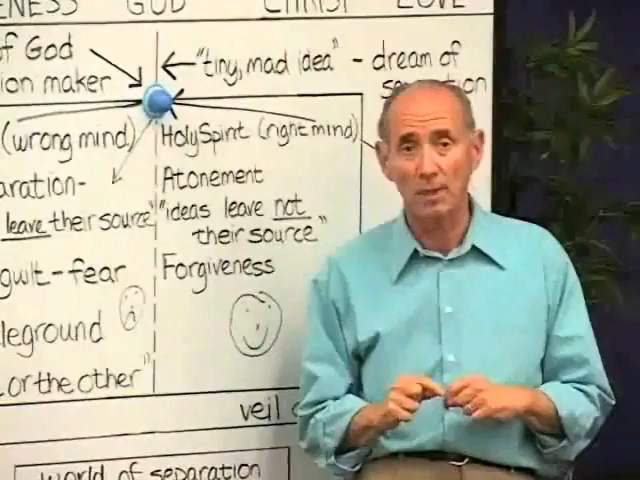 GOD CHRIST LOVE
of God
"tiny, mad idea" - dream of
ion maker
(wrong mind)
Holy Spirit (right mind)
aration-
Atonement
leave their source"
"ideas leave not
their source"
guilt-fear
Forgiveness
leground
or the other"
veil
world of separation